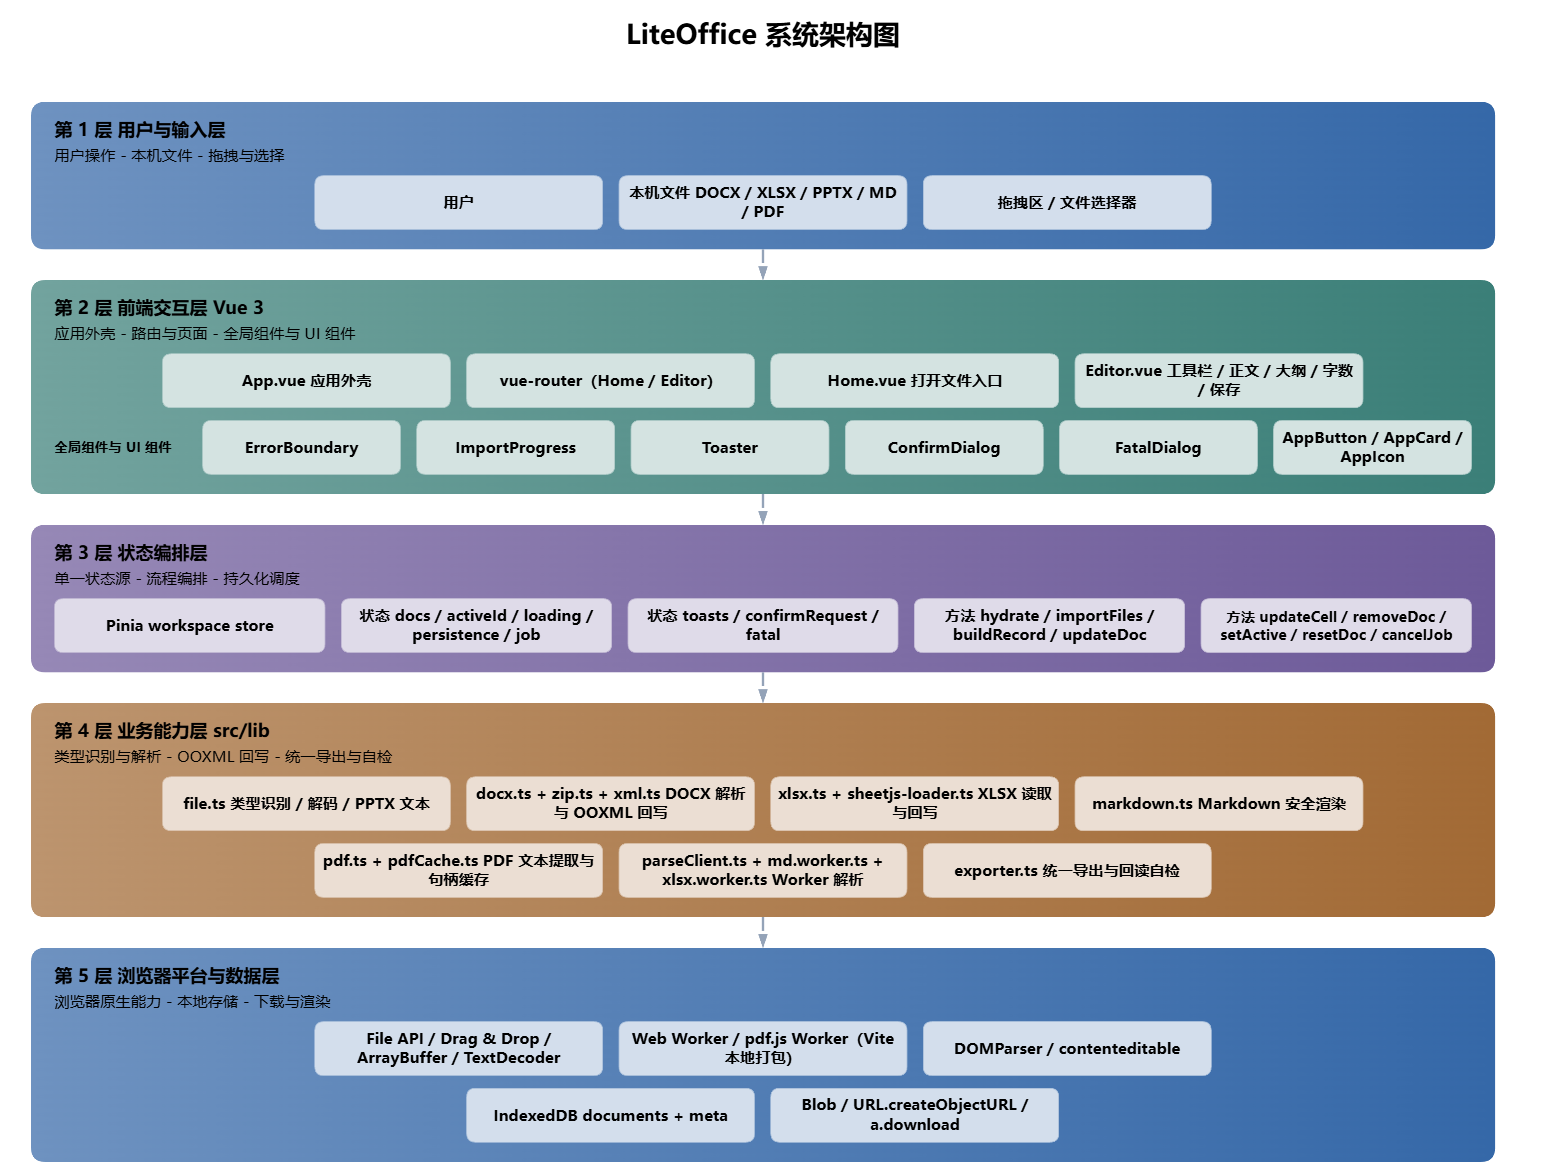 LiteOffice 系统架构图
第 1 层 用户与输入层
用户操作 - 本机文件 - 拖拽与选择
用户
本机文件 DOCX / XLSX / PPTX / MD
/ PDF
拖拽区 / 文件选择器
第 2 层 前端交互层 Vue 3
应用外壳 - 路由与页面 - 全局组件与 UI 组件
App.vue 应用外壳
vue-router（Home / Editor）
Home.vue 打开文件入口
Editor.vue 工具栏 / 正文 / 大纲 / 字数
/ 保存
全局组件与 UI 组件
ErrorBoundary
ImportProgress
Toaster
ConfirmDialog
FatalDialog
AppButton / AppCard /
AppIcon
第 3 层 状态编排层
单一状态源 - 流程编排 - 持久化调度
Pinia workspace store
状态 docs / activeId / loading /
persistence / job
状态 toasts / confirmRequest /
fatal
方法 hydrate / importFiles /
buildRecord / updateDoc
方法 updateCell / removeDoc /
setActive / resetDoc / cancelJob
第 4 层 业务能力层 src/lib
类型识别与解析 - OOXML 回写 - 统一导出与自检
file.ts 类型识别 / 解码 / PPTX 文本
docx.ts + zip.ts + xml.ts DOCX 解析
与 OOXML 回写
xlsx.ts + sheetjs-loader.ts XLSX 读取
与回写
markdown.ts Markdown 安全渲染
pdf.ts + pdfCache.ts PDF 文本提取与
句柄缓存
parseClient.ts + md.worker.ts +
xlsx.worker.ts Worker 解析
exporter.ts 统一导出与回读自检
第 5 层 浏览器平台与数据层
浏览器原生能力 - 本地存储 - 下载与渲染
File API / Drag & Drop /
ArrayBuffer / TextDecoder
Web Worker / pdf.js Worker（Vite
本地打包）
DOMParser / contenteditable
IndexedDB documents + meta
Blob / URL.createObjectURL /
a.download